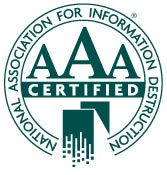 NATIONAL ASSOCIATION FOR INFORMATION DESTRUCTION®
AAA
CERTIFIED